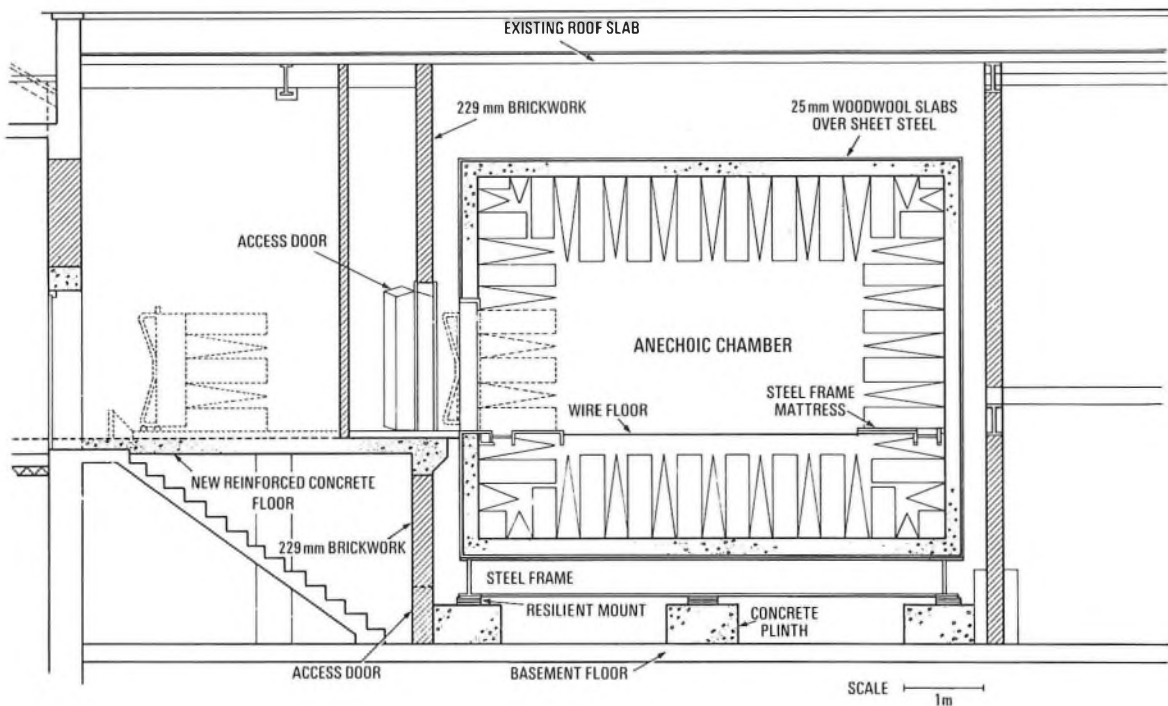 EXISTING ROOF SLAB
229 mm BRICKWORK
25 mm WOODWOOL SLABS
OVER SHEET STEEL
ACCESS DOOR
ANECHOIC CHAMBER
WIRE FLOOR
STEEL FRAME
MATTRESS
NEW REINFORCED CONCRETE
FLOOR
229 mm BRICKWORK
STEEL FRAME
RESILIENT MOUNT
CONCRETE
PLINTH
ACCESS DOOR
BASEMENT FLOOR
SCALE
1m